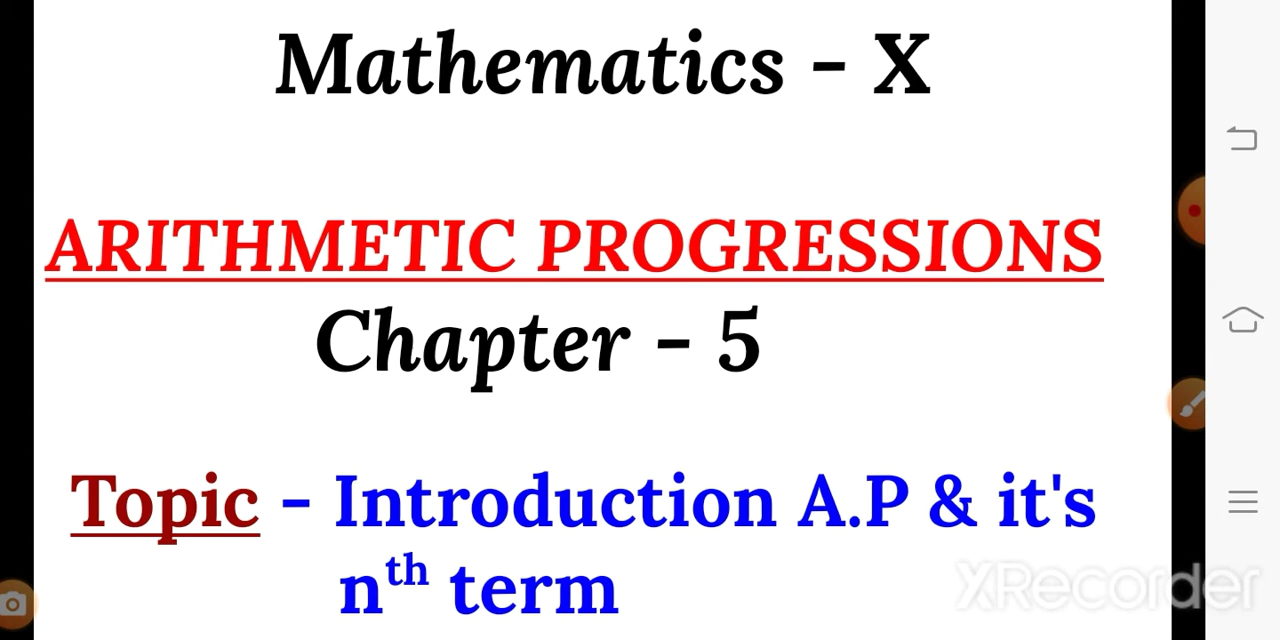 Mathematics - X
ARITHMETIC PROGRESSIONS
Chapter - 5
Topic - Introduction A.P & it's
nth term
XRecorder